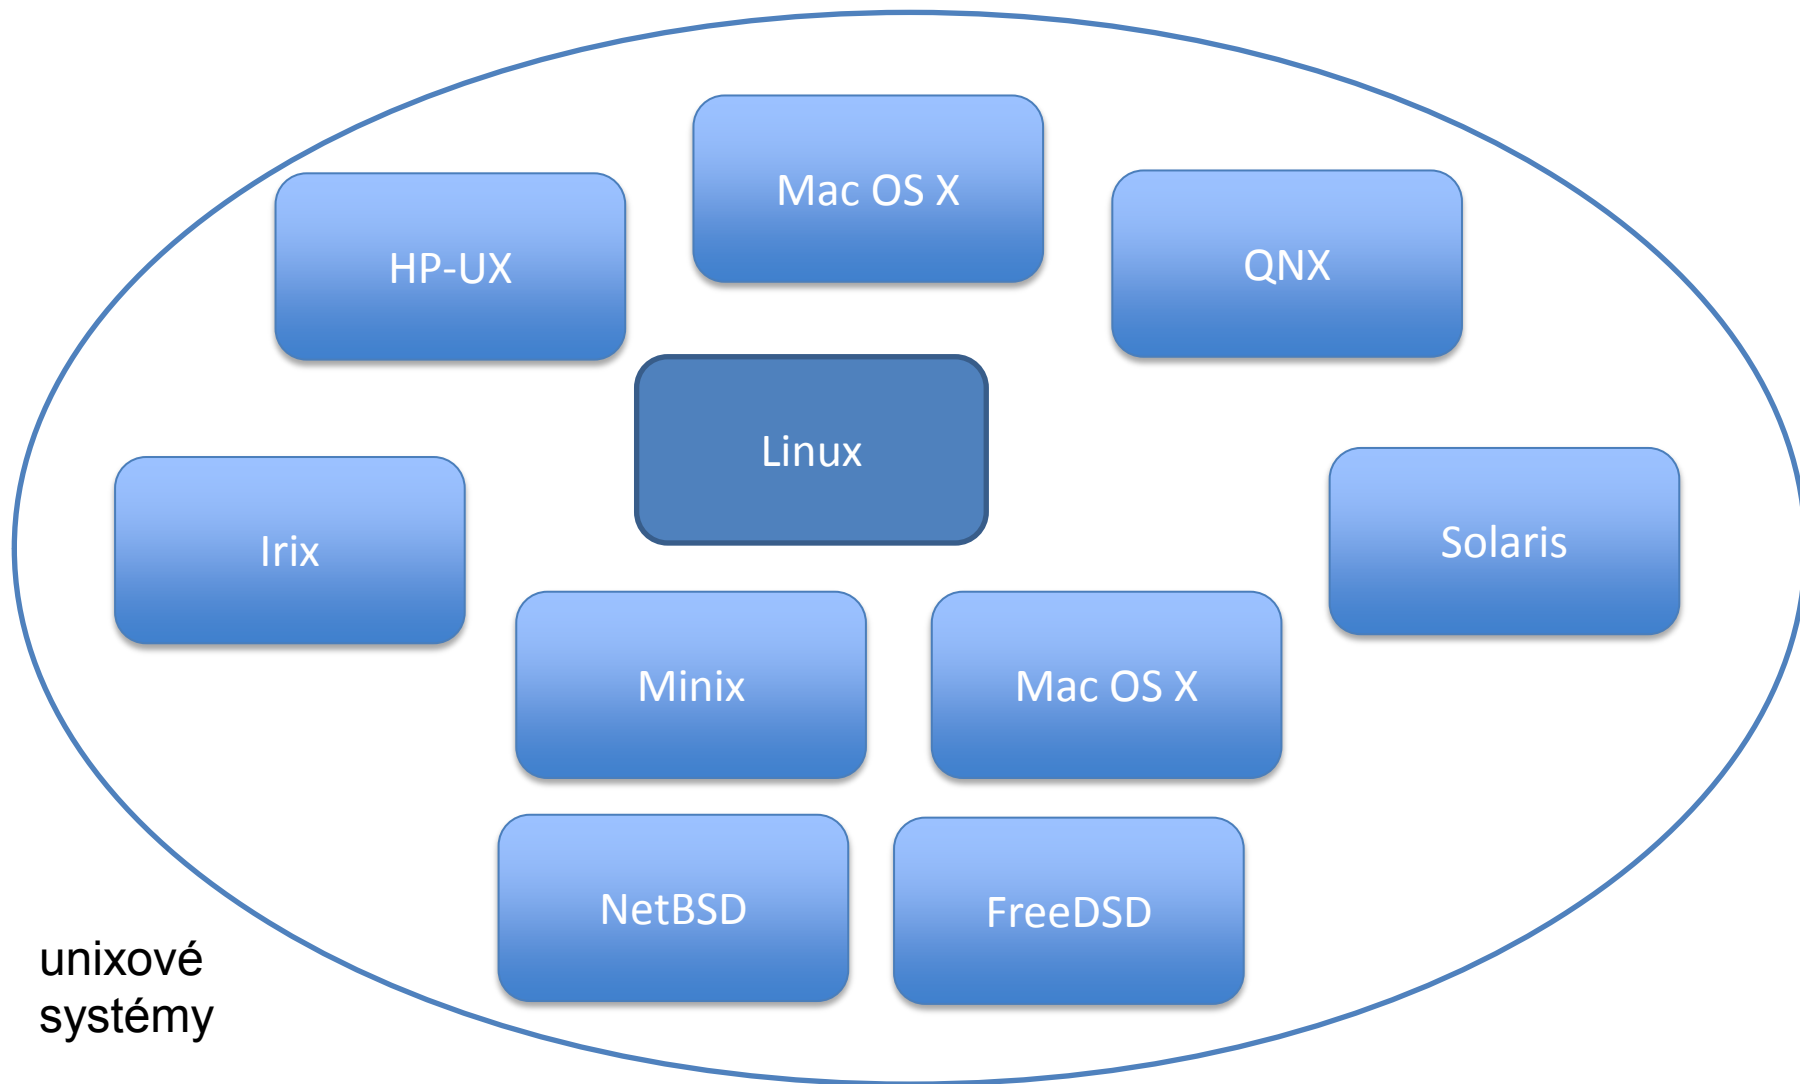 Mac OS X
HP-UX
QNX
Linux
Irix
Solaris
Minix
Mac OS X
NetBSD
FreeDSD
unixové
systémy